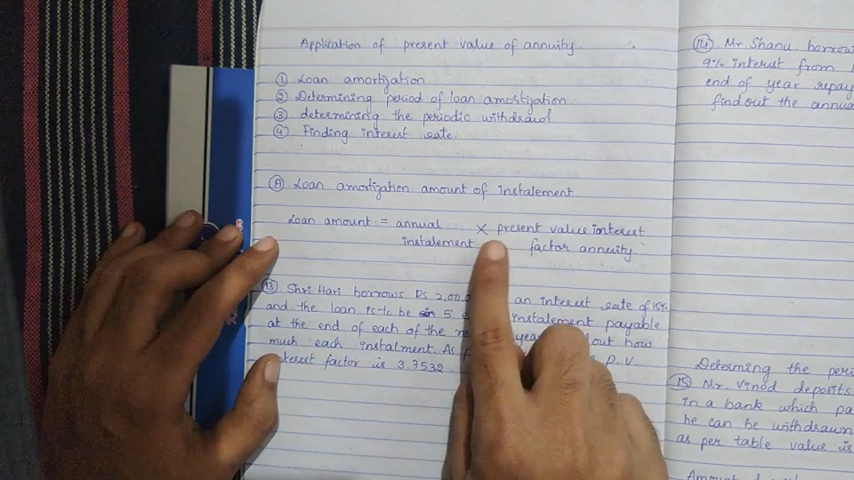 Application of present value of annuity.
① Loan amortization
② Determining period of loan amostization
③ determining the periodic withdrawl
④ Finding interest rate.
Ⓐ Loan amortization amount of instalement
Loan amount = annual × present value interest
instalement factor annuity
⑬ Shri Hari borrows Rs 2,00,0 an interest rate of 15%
and the loan is to be in 5 instalement payable
at the end of each of the out how
much each instalment. As P.V
interest factor is 3.3532
⑭ Mr. Shanu borrow
9% interest from
end of year repay
find out the annua
Determing the peri
⑮ Mr Vinod deposits
in a bank which pa
he can be withdrawn
as per table value is